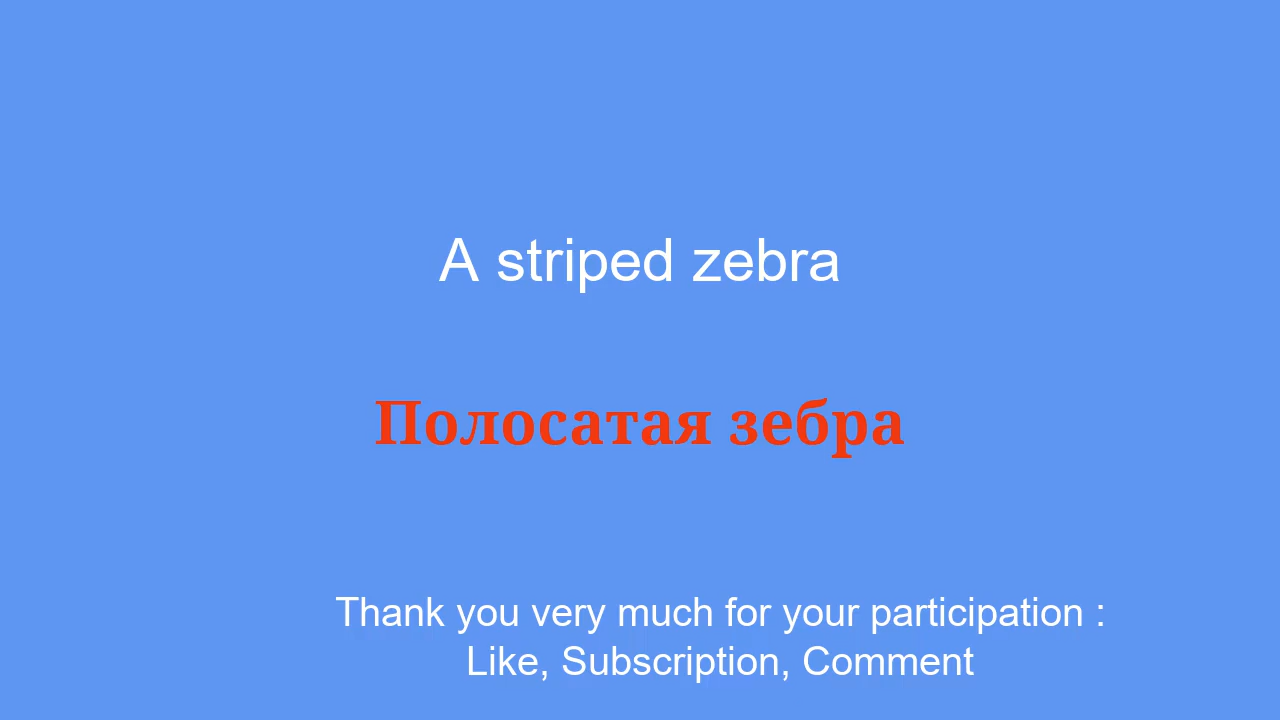 A striped zebra
Полосатая зебра
Thank you very much for your participation :
Like, Subscription, Comment